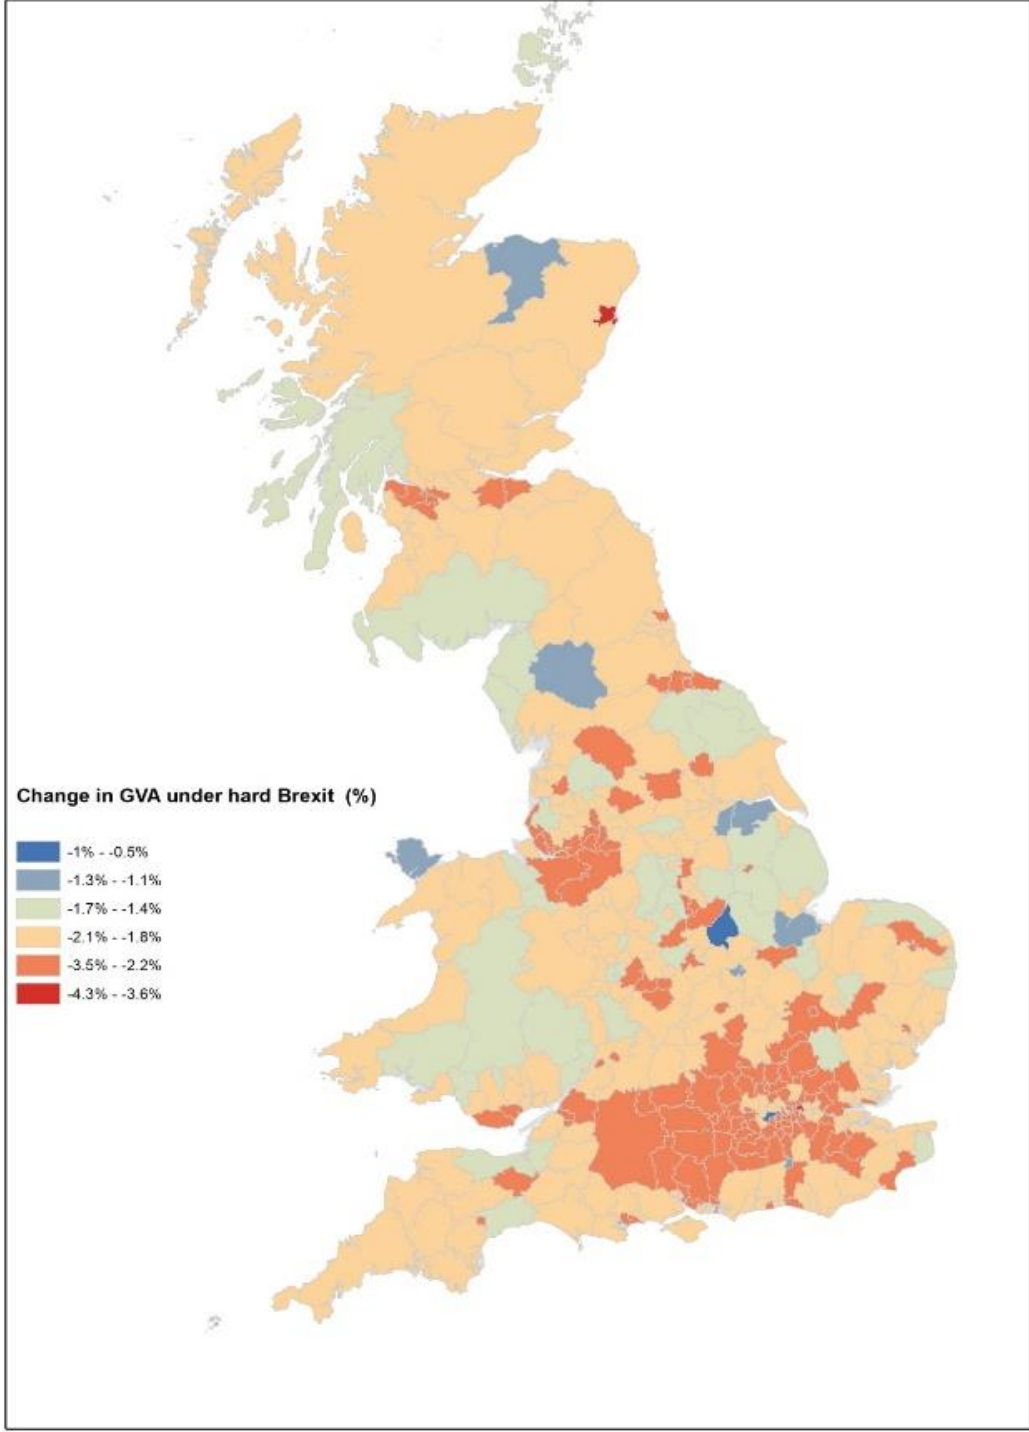 Change in GVA under hard Brexit (%)
-1% - -0.5%
-1.3% - -1.1%
-1.7% - -1.4%
-2.1% - -1.8%
-3.5% - -2.2%
-4.3% - -3.6%